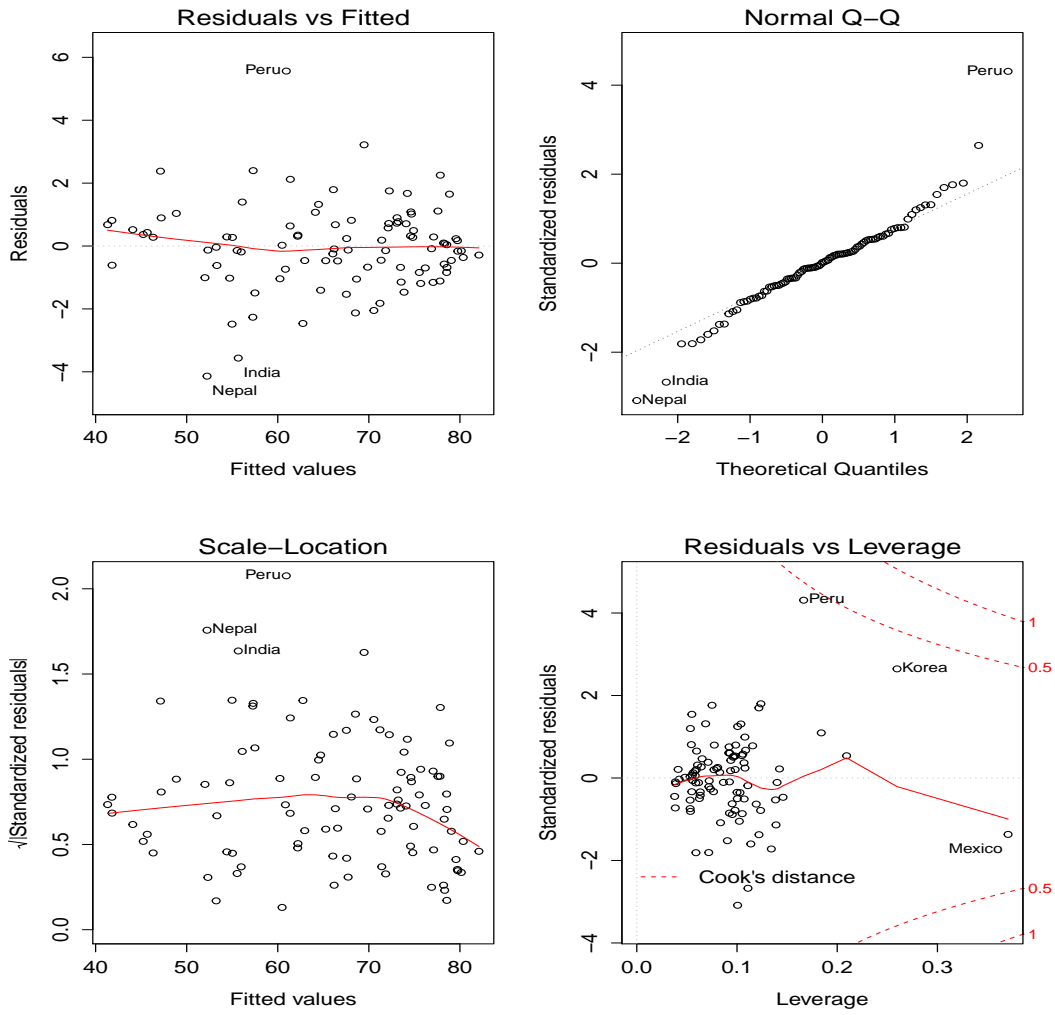 Residuals vs Fitted
Residuals
−4
−2
0
2
4
6
Peru
India
Nepal
40
50
60
70
80
Fitted values
Normal Q−Q
Standardized residuals
−2
0
2
4
Peru
India
Nepal
−2
−1
0
1
2
Theoretical Quantiles
Scale−Location
√|Standardized residuals|
0.0
0.5
1.0
1.5
2.0
Peru
Nepal
India
40
50
60
70
80
Fitted values
Residuals vs Leverage
Standardized residuals
−4
−2
0
2
4
Peru
Korea
Mexico
1
0.5
0.5
1
Cook's distance
0.0
0.1
0.2
0.3
Leverage